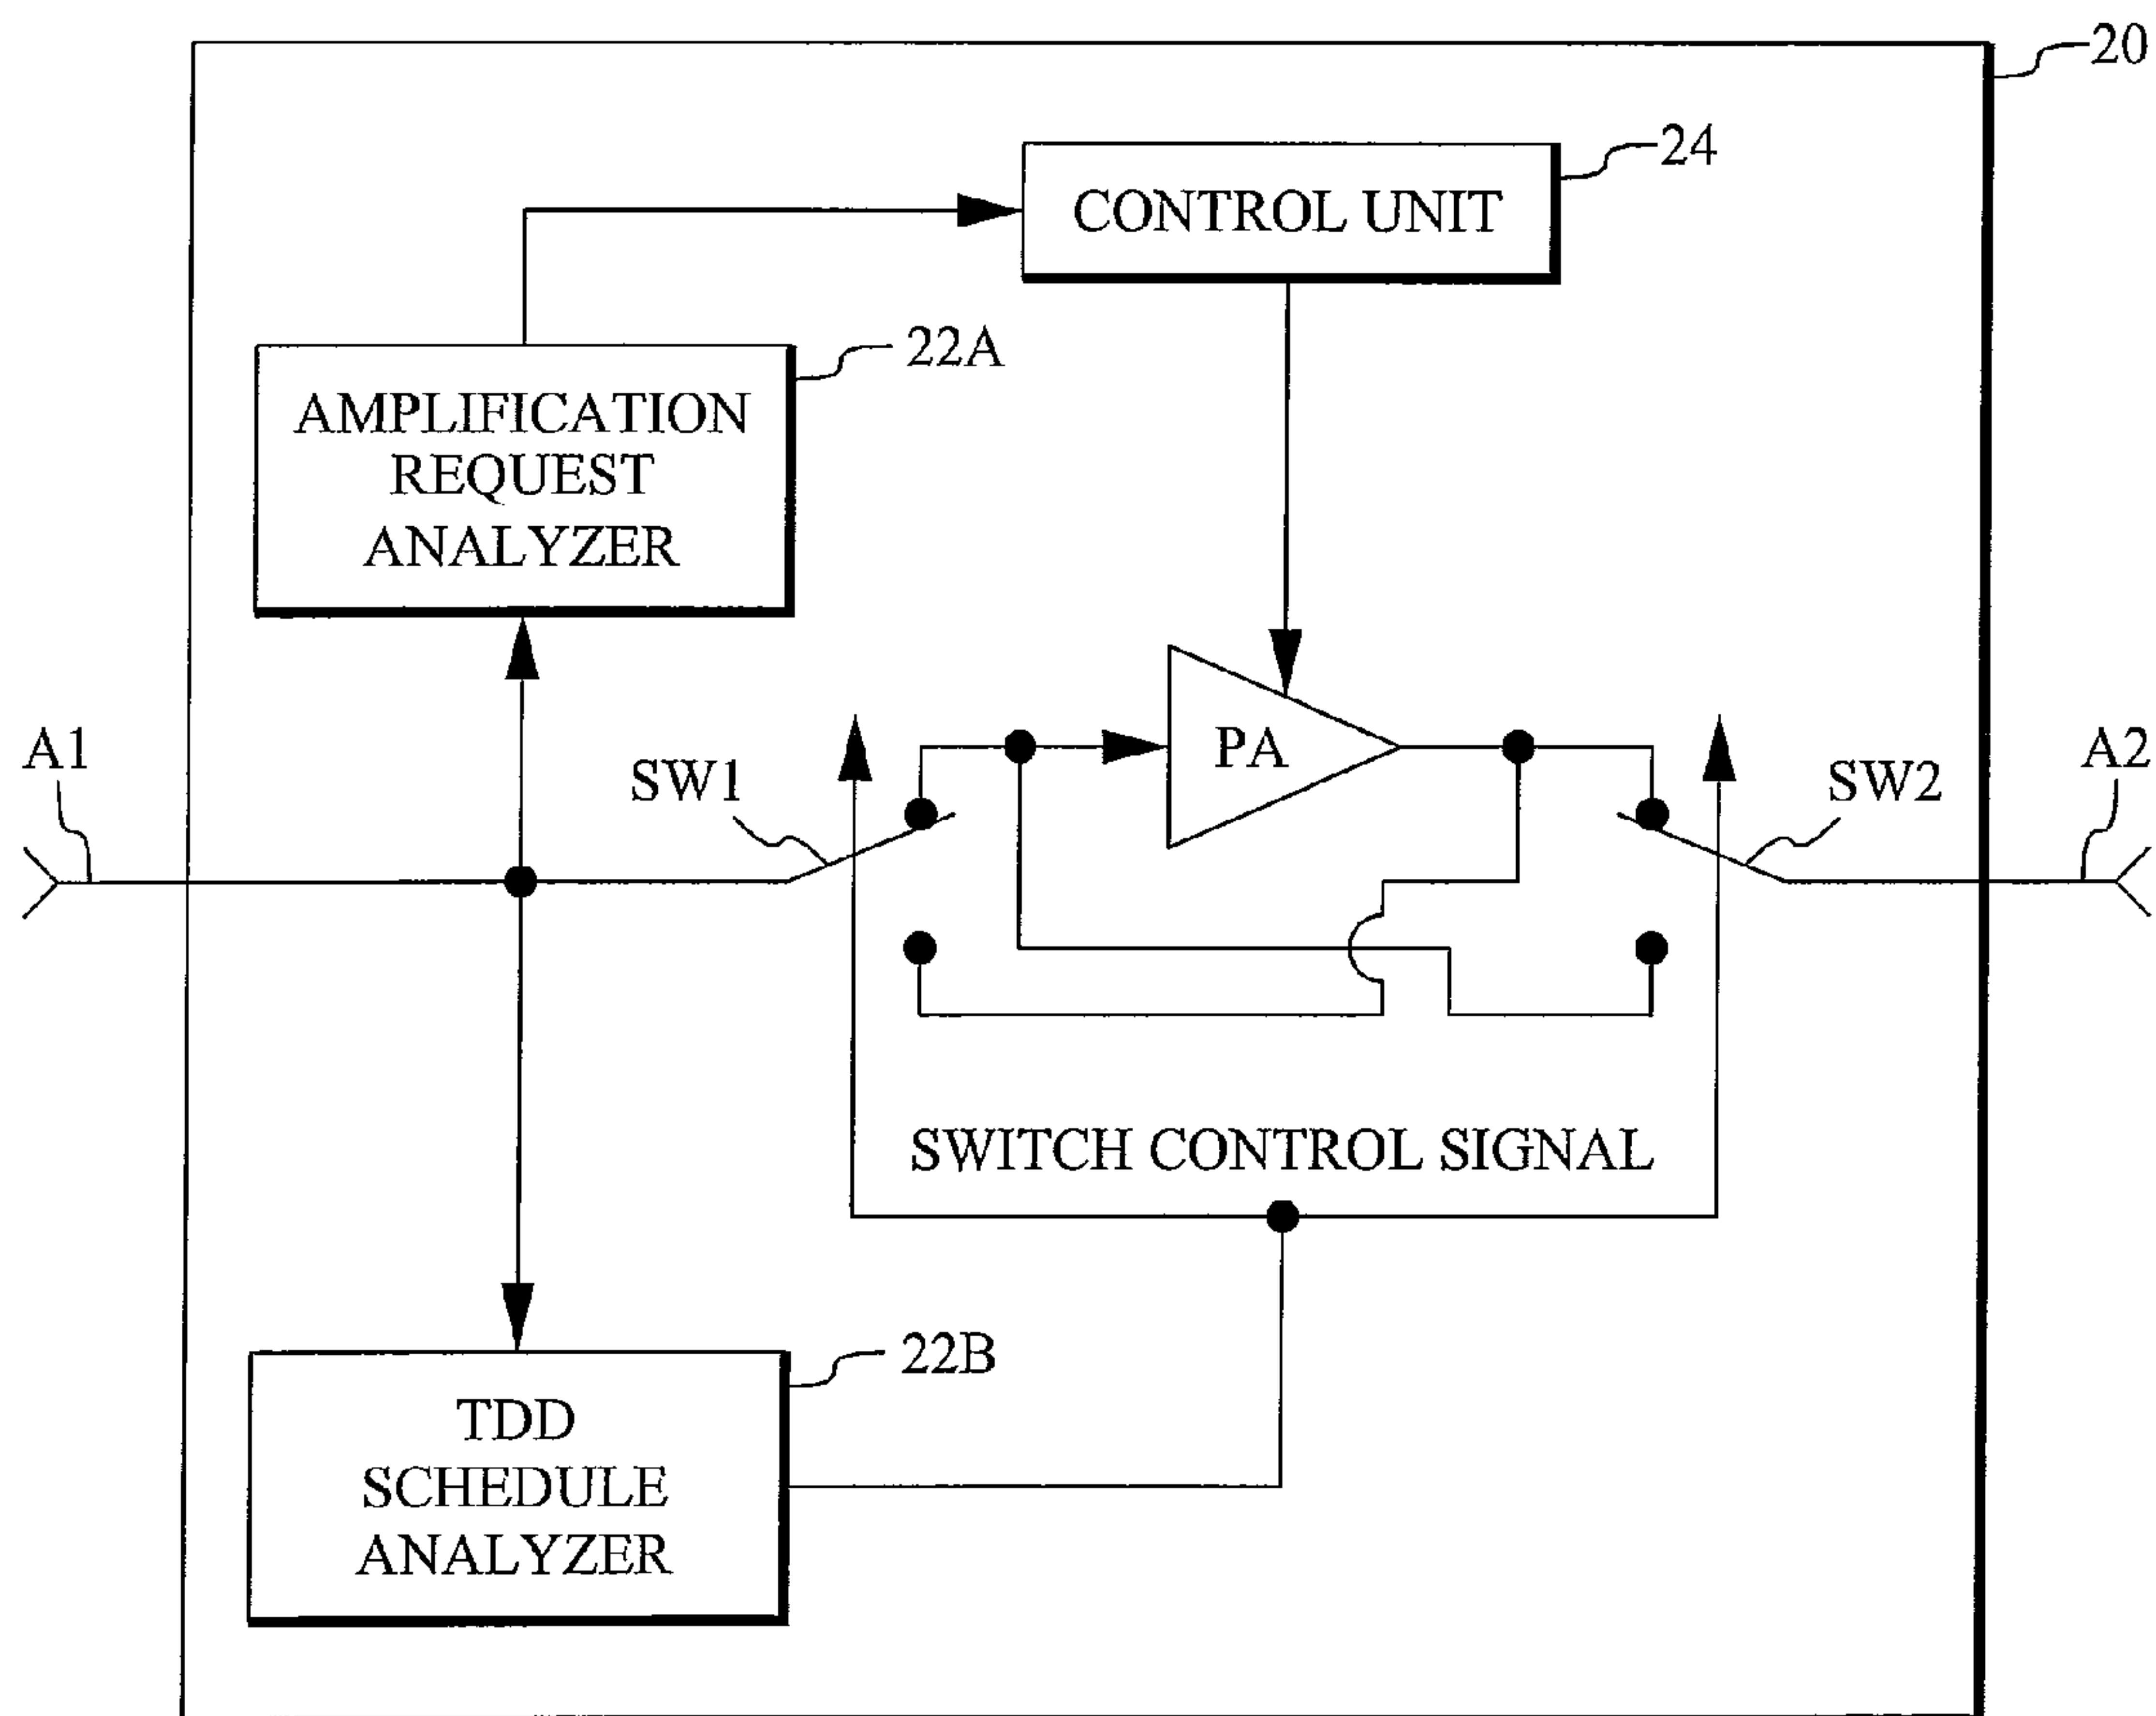 20
24
CONTROL UNIT
22A
AMPLIFICATION
REQUEST
ANALYZER
A1
SW1
PA
SW2
A2
SWITCH CONTROL SIGNAL
22B
TDD
SCHEDULE
ANALYZER